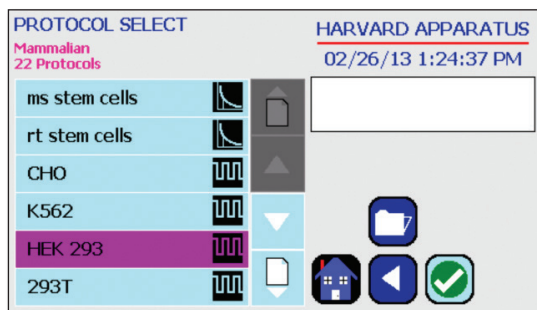 PROTOCOL SELECT
Mammalian
22 Protocols
HARVARD APPARATUS
02/26/13 1:24:37 PM
ms stem cells
rt stem cells
CHO
K562
HEK 293
293T